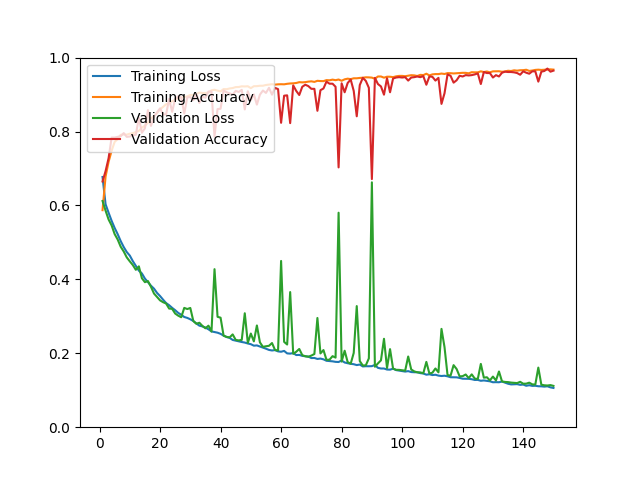 1.0
0.8
0.6
0.4
0.2
0.0
Training Loss
Training Accuracy
Validation Loss
Validation Accuracy
0 20 40 60 80 100 120 140